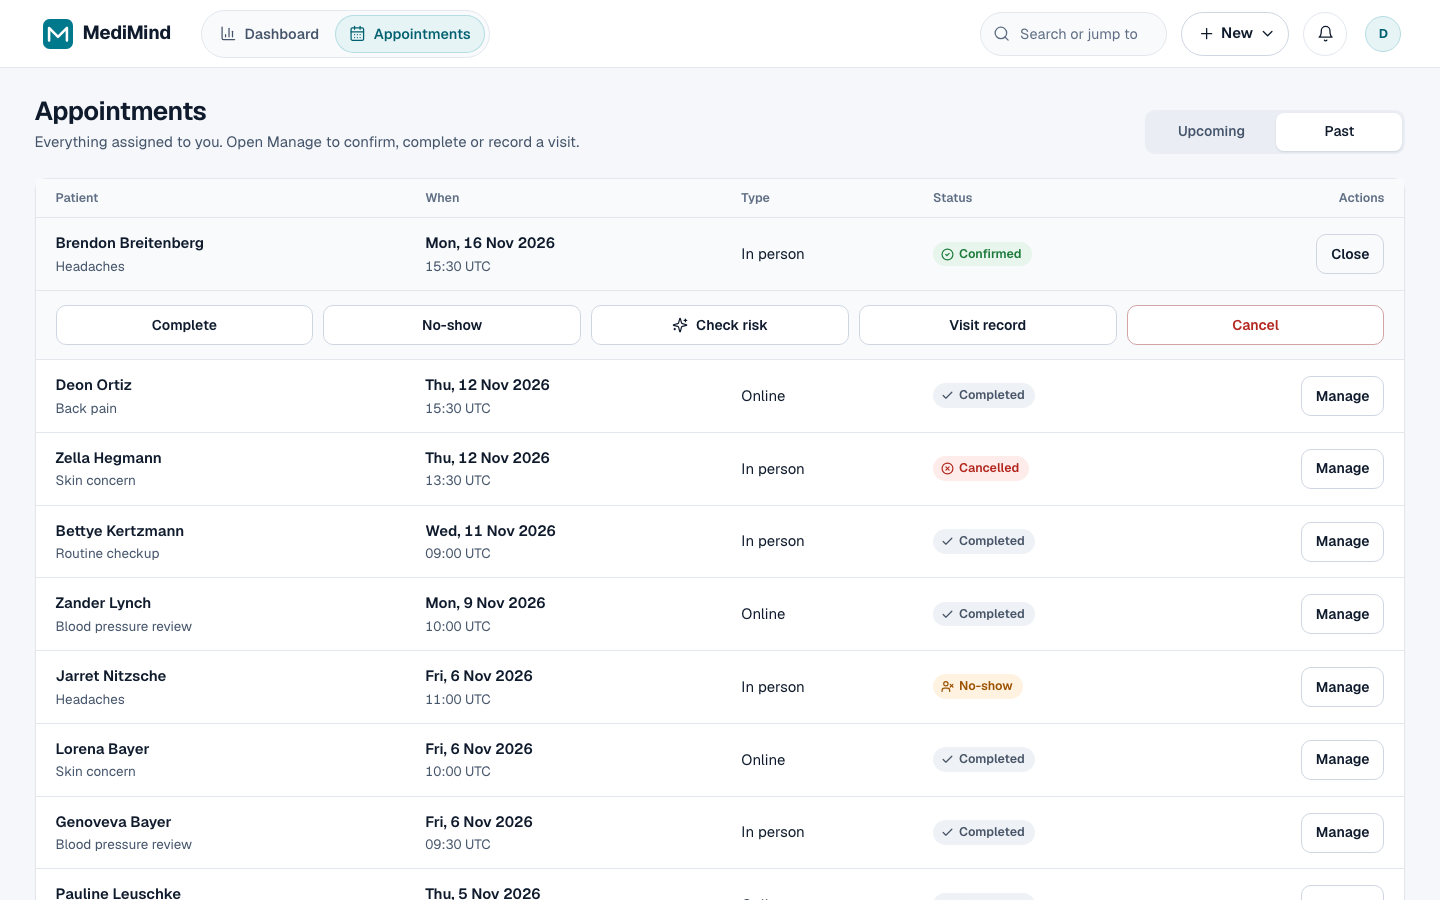 MediMind
Dashboard
Appointments
Search or jump to
New
D
Appointments
Everything assigned to you. Open Manage to confirm, complete or record a visit.
Upcoming
Past
Patient When Type Status Actions
Brendon Breitenberg Mon, 16 Nov 2026 In person Confirmed Close
Headaches 15:30 UTC
Complete No-show Check risk Visit record Cancel
Deon Ortiz Thu, 12 Nov 2026 Online Completed Manage
Back pain 15:30 UTC
Zella Hegmann Thu, 12 Nov 2026 In person Cancelled Manage
Skin concern 13:30 UTC
Bettye Kertzmann Wed, 11 Nov 2026 In person Completed Manage
Routine checkup 09:00 UTC
Zander Lynch Mon, 9 Nov 2026 Online Completed Manage
Blood pressure review 10:00 UTC
Jarret Nitzsche Fri, 6 Nov 2026 In person No-show Manage
Headaches 11:00 UTC
Lorena Bayer Fri, 6 Nov 2026 Online Completed Manage
Skin concern 10:00 UTC
Genoveva Bayer Fri, 6 Nov 2026 In person Completed Manage
Blood pressure review 09:30 UTC
Pauline Leuschke Thu, 5 Nov 2026